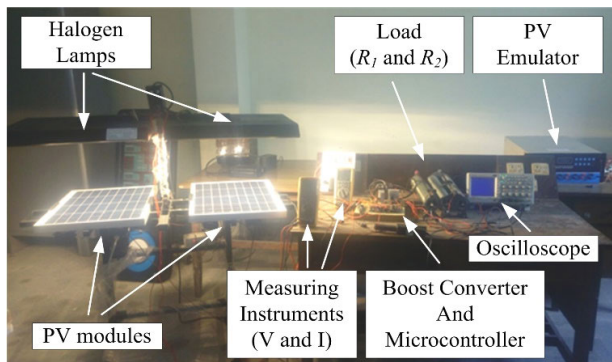 Halogen
Lamps
Load
(R1 and R2)
PV
Emulator
Oscilloscope
PV modules
Measuring
Instruments
(V and I)
Boost Converter
And
Microcontroller